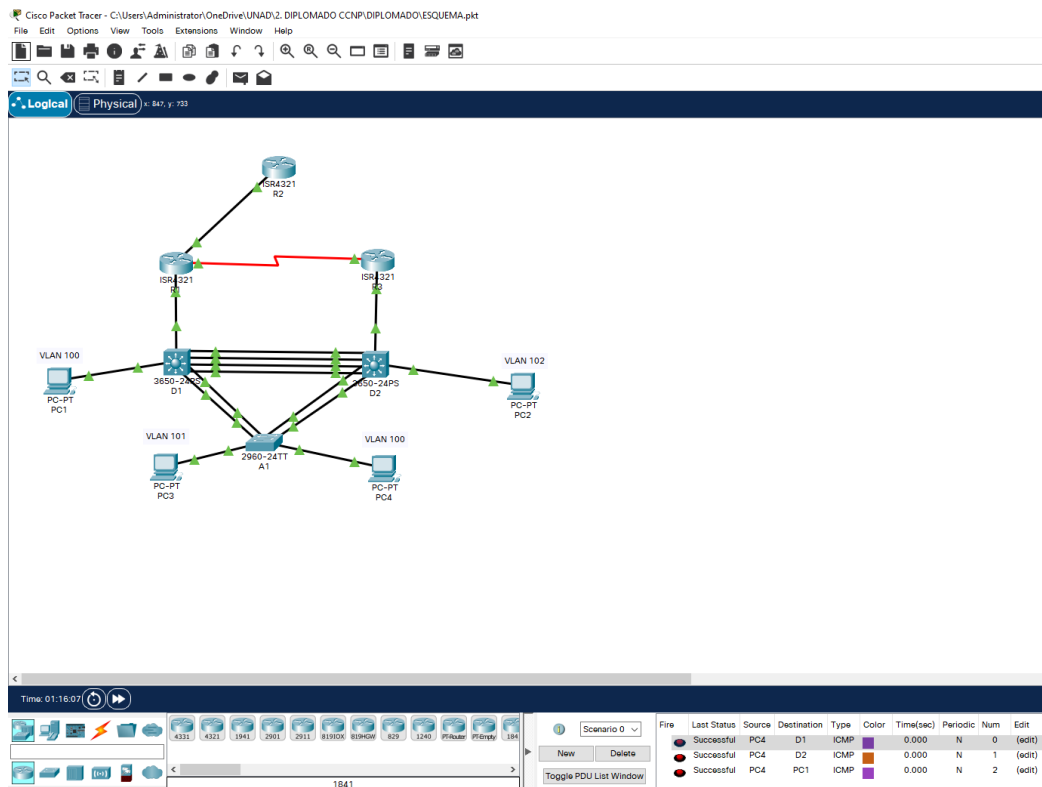 Cisco Packet Tracer - C:\Users\Administrator\OneDrive\UNAD\2. DIPLOMADO CCNP\DIPLOMADO\ESQUEMA.pkt
File Edit Options View Tools Extensions Window Help
Logical Physical x: 847, y: 733
ISR4321
R2
ISR4321
R1
ISR4321
R3
VLAN 100
PC-PT
PC1
3650-24PS
D1
3650-24PS
D2
VLAN 102
PC-PT
PC2
VLAN 101
PC-PT
PC3
2960-24TT
A1
VLAN 100
PC-PT
PC4
Time: 01:16:07
4331 4321 1941 2901 2911 819IOX 819HGW 829 1240 PT-Router PT-Empty 184
1841
Scenario 0
New Delete
Toggle PDU List Window
Fire Last Status Source Destination Type Color Time(sec) Periodic Num Edit
Successful PC4 D1 ICMP 0.000 N 0 (edit)
Successful PC4 D2 ICMP 0.000 N 1 (edit)
Successful PC4 PC1 ICMP 0.000 N 2 (edit)